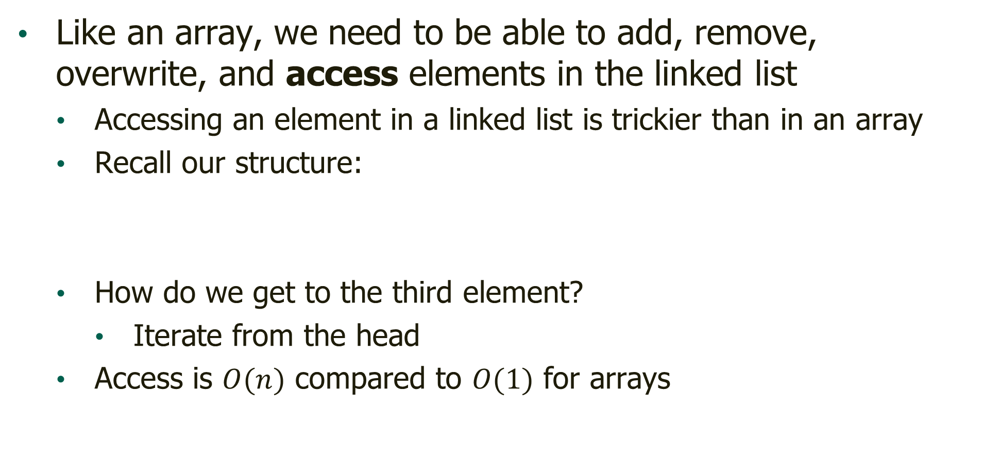 • Like an array, we need to be able to add, remove,
overwrite, and access elements in the linked list
• Accessing an element in a linked list is trickier than in an array
• Recall our structure:
• How do we get to the third element?
• Iterate from the head
• Access is O(n) compared to O(1) for arrays